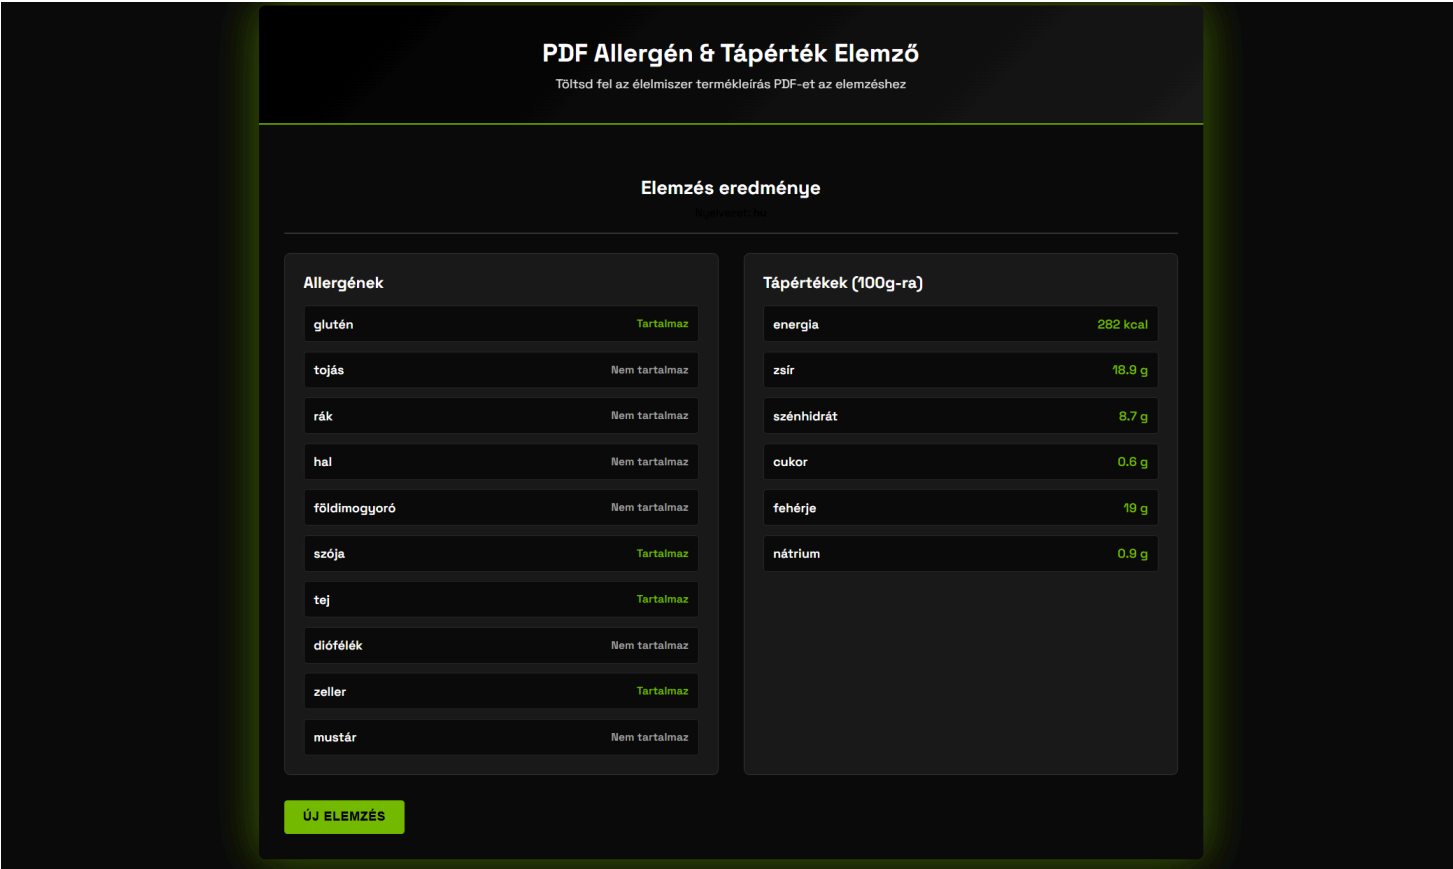 PDF Allergén & Tápérték Elemző
Töltsd fel az élelmiszer termékleírás PDF-et az elemzéshez
Elemzés eredménye
Nyelvezet: hu
Allergének
glutén Tartalmaz
tojás Nem tartalmaz
rák Nem tartalmaz
hal Nem tartalmaz
földimogyoró Nem tartalmaz
szója Tartalmaz
tej Tartalmaz
diófélék Nem tartalmaz
zeller Tartalmaz
mustár Nem tartalmaz
Tápértékek (100g-ra)
energia 282 kcal
zsír 18.9 g
szénhidrát 8.7 g
cukor 0.6 g
fehérje 19 g
nátrium 0.9 g
ÚJ ELEMZÉS